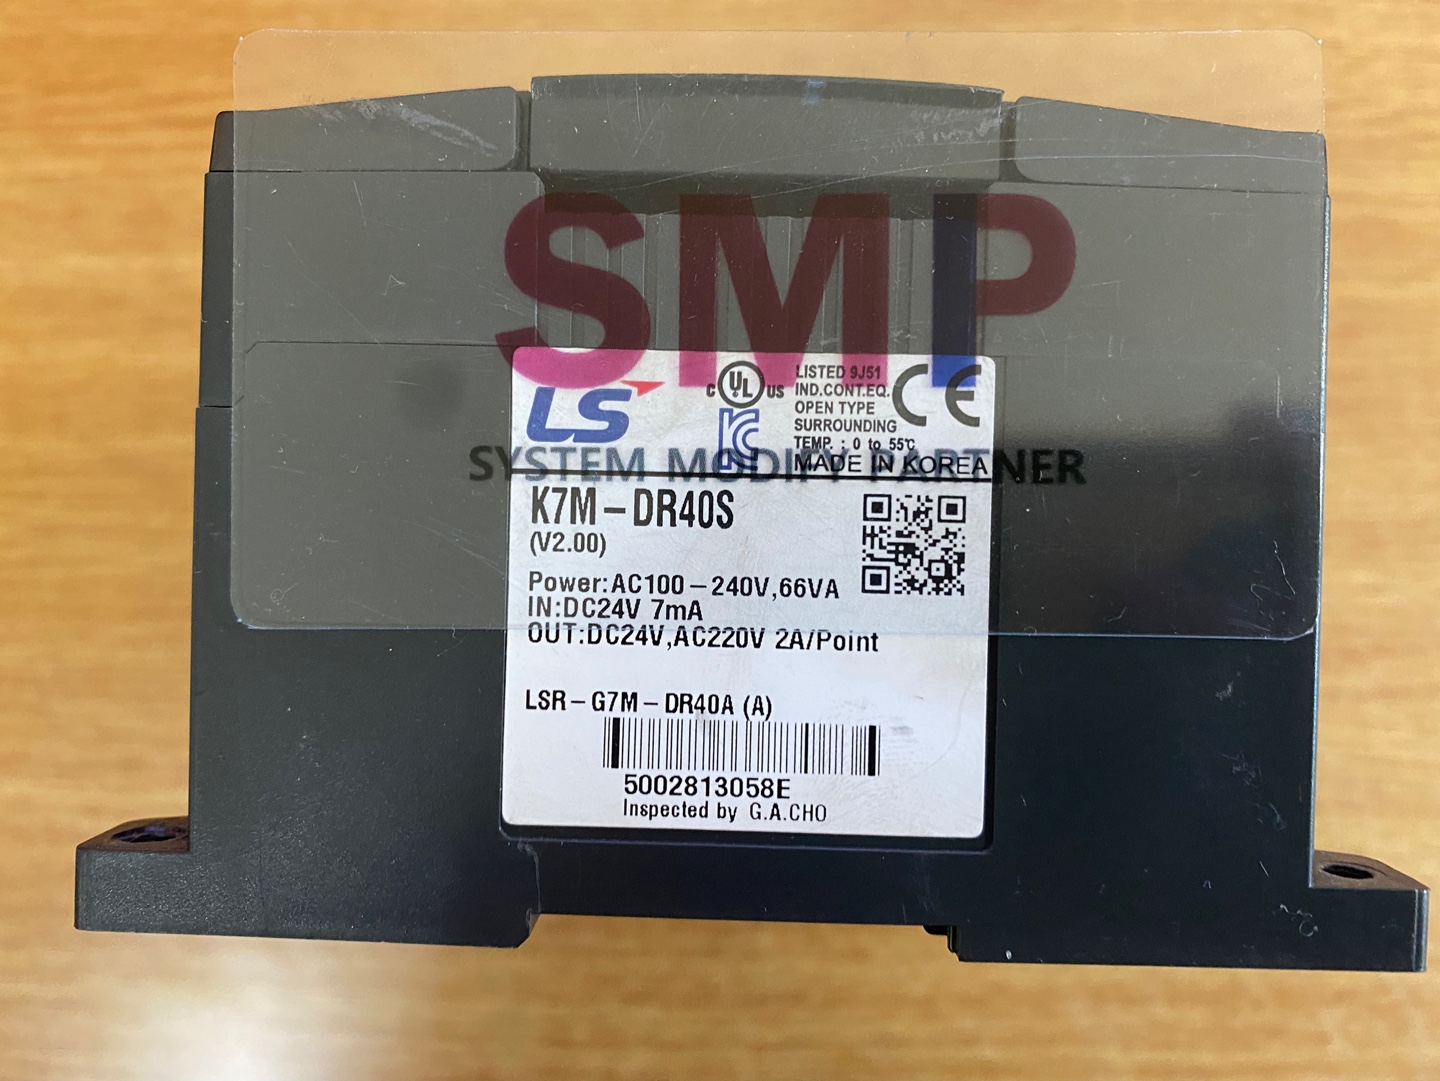 SMP
SYSTEM MODIFY PARTNER
LS
C UL US
LISTED 9J51
IND.CONT.EQ.
OPEN TYPE
SURROUNDING
TEMP. : 0 to 55℃
MADE IN KOREA
KC
CE
K7M-DR40S
(V2.00)
Power:AC100-240V,66VA
IN:DC24V 7mA
OUT:DC24V,AC220V 2A/Point
LSR-G7M-DR40A (A)
5002813058E
Inspected by G.A.CHO